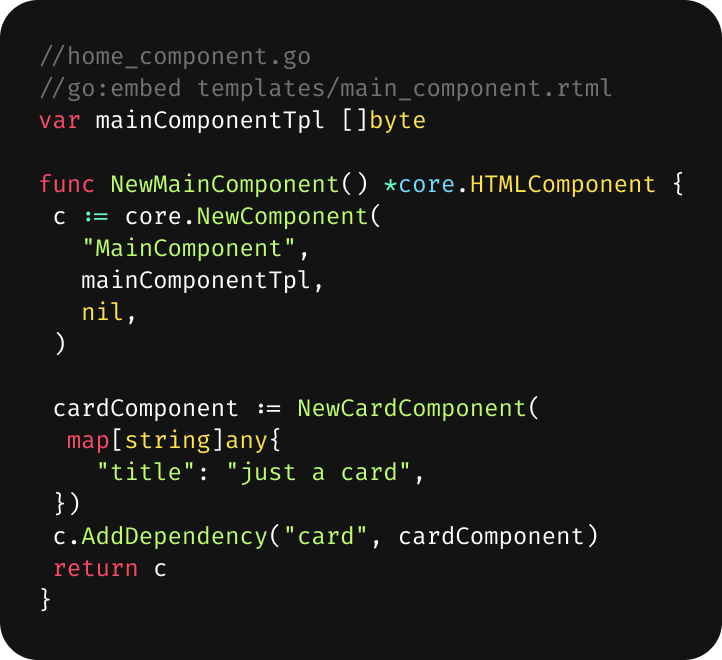 //home_component.go
//go:embed templates/main_component.rtml
var mainComponentTpl []byte

func NewMainComponent() *core.HTMLComponent {
 c := core.NewComponent(
   "MainComponent",
   mainComponentTpl,
   nil,
 )

 cardComponent := NewCardComponent(
  map[string]any{
    "title": "just a card",
 })
 c.AddDependency("card", cardComponent)
 return c
}